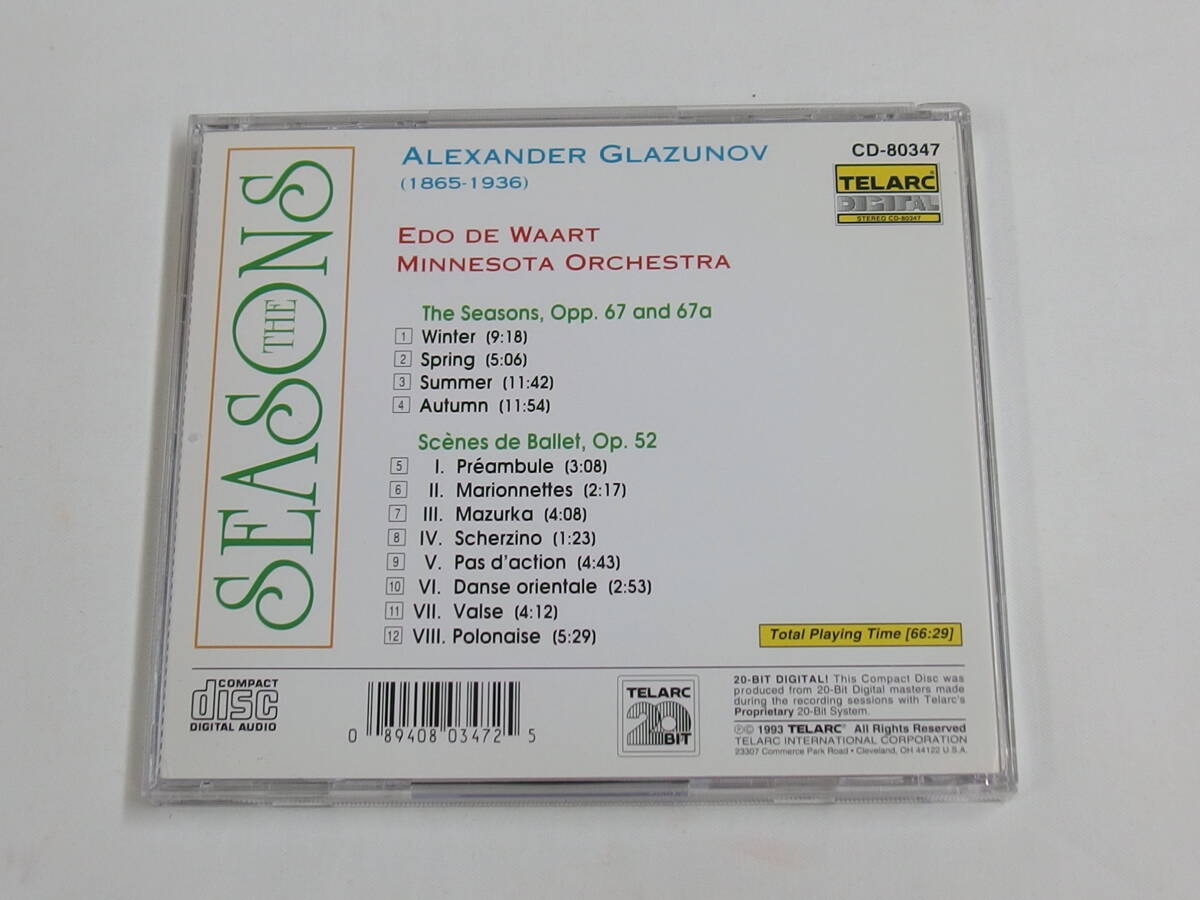 THE SEASONS
ALEXANDER GLAZUNOV
(1865-1936)
EDO DE WAART
MINNESOTA ORCHESTRA
CD-80347
TELARC®
DIGITAL
STEREO CD-80347
The Seasons, Opp. 67 and 67a
1 Winter (9:18)
2 Spring (5:06)
3 Summer (11:42)
4 Autumn (11:54)
Scènes de Ballet, Op. 52
5 I. Préambule (3:08)
6 II. Marionnettes (2:17)
7 III. Mazurka (4:08)
8 IV. Scherzino (1:23)
9 V. Pas d'action (4:43)
10 VI. Danse orientale (2:53)
11 VII. Valse (4:12)
12 VIII. Polonaise (5:29)
Total Playing Time [66:29]
COMPACT
disc
DIGITAL AUDIO
0 89408 03472 5
TELARC
20
BIT
20-BIT DIGITAL! This Compact Disc was
produced from 20-Bit Digital masters made
during the recording sessions with Telarc's
Proprietary 20-Bit System.
℗© 1993 TELARC® All Rights Reserved
TELARC INTERNATIONAL CORPORATION
23307 Commerce Park Road • Cleveland, OH 44122 U.S.A.